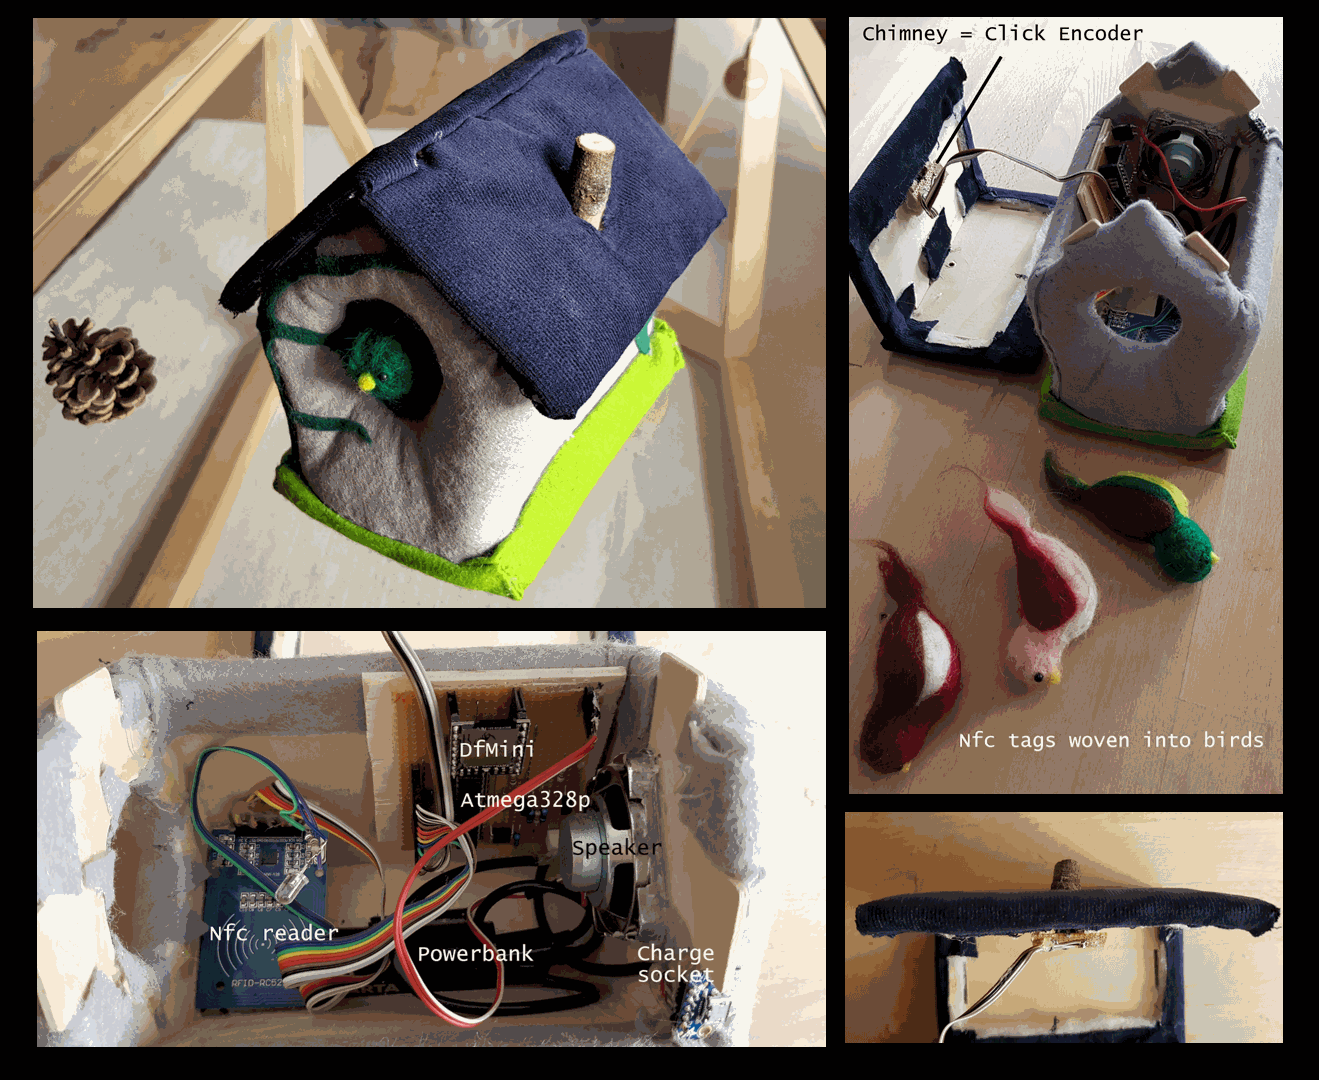 Chimney = Click Encoder
Nfc tags woven into birds
DfMini
Atmega328p
Speaker
Nfc reader
Powerbank
Charge
socket